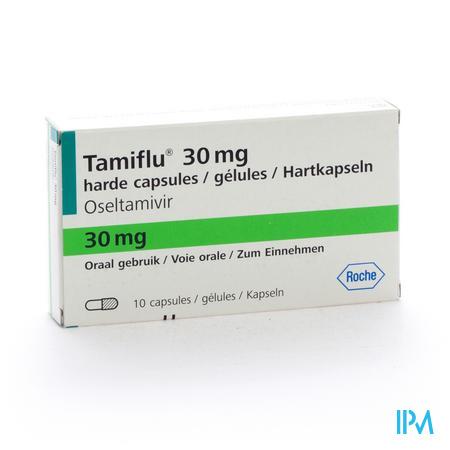 Tamiflu® 30 mg
harde capsules / gélules / Hartkapseln
Oseltamivir
30 mg
Oraal gebruik / Voie orale / Zum Einnehmen
Roche
10 capsules / gélules / Kapseln
IPM